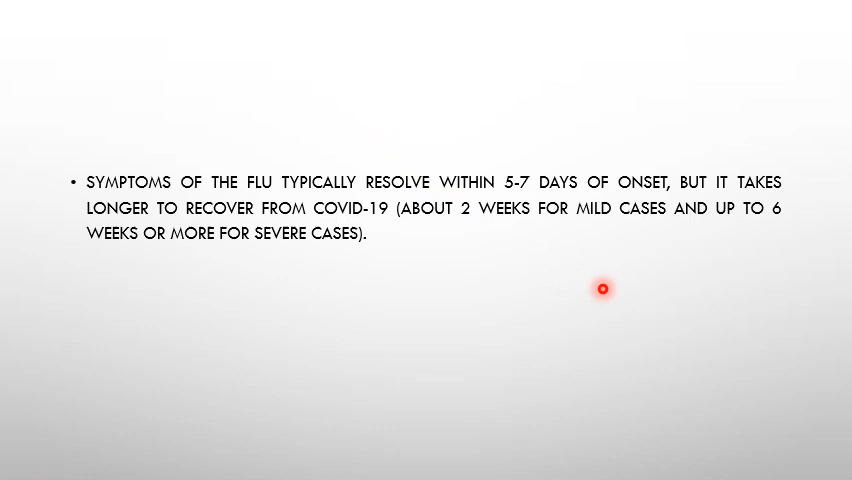 • SYMPTOMS OF THE FLU TYPICALLY RESOLVE WITHIN 5-7 DAYS OF ONSET, BUT IT TAKES
LONGER TO RECOVER FROM COVID-19 (ABOUT 2 WEEKS FOR MILD CASES AND UP TO 6
WEEKS OR MORE FOR SEVERE CASES).